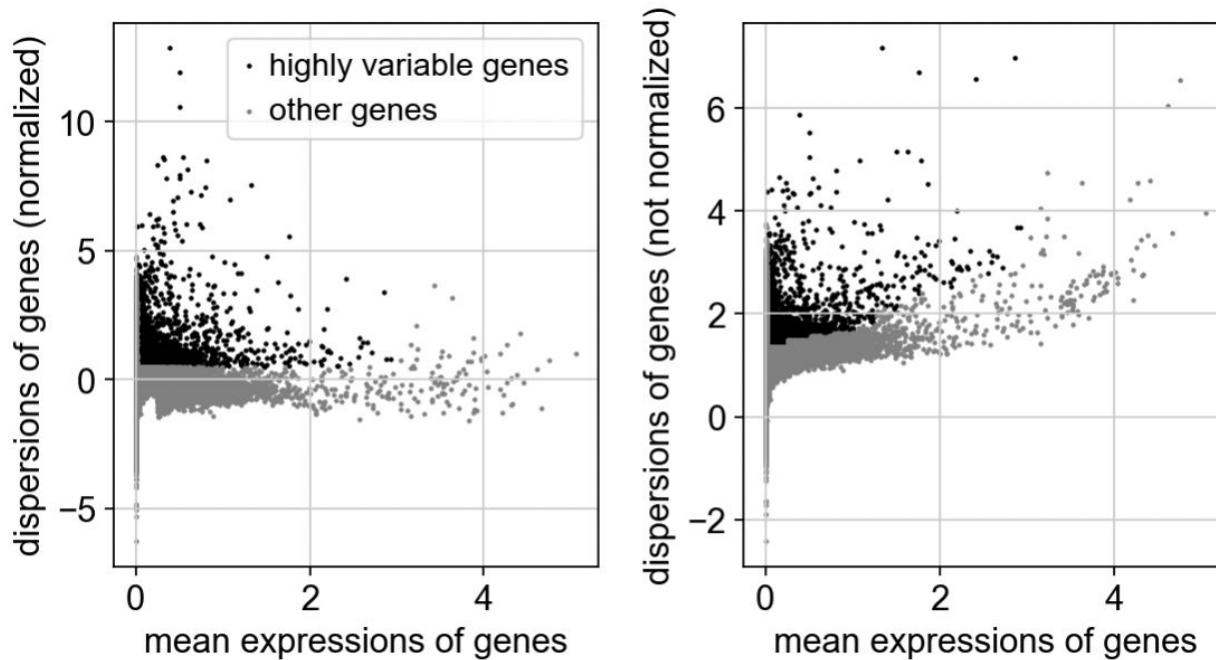 dispersions of genes (normalized)
10
5
0
−5
highly variable genes
other genes
0 2 4
mean expressions of genes
dispersions of genes (not normalized)
6
4
2
0
−2
0 2 4
mean expressions of genes